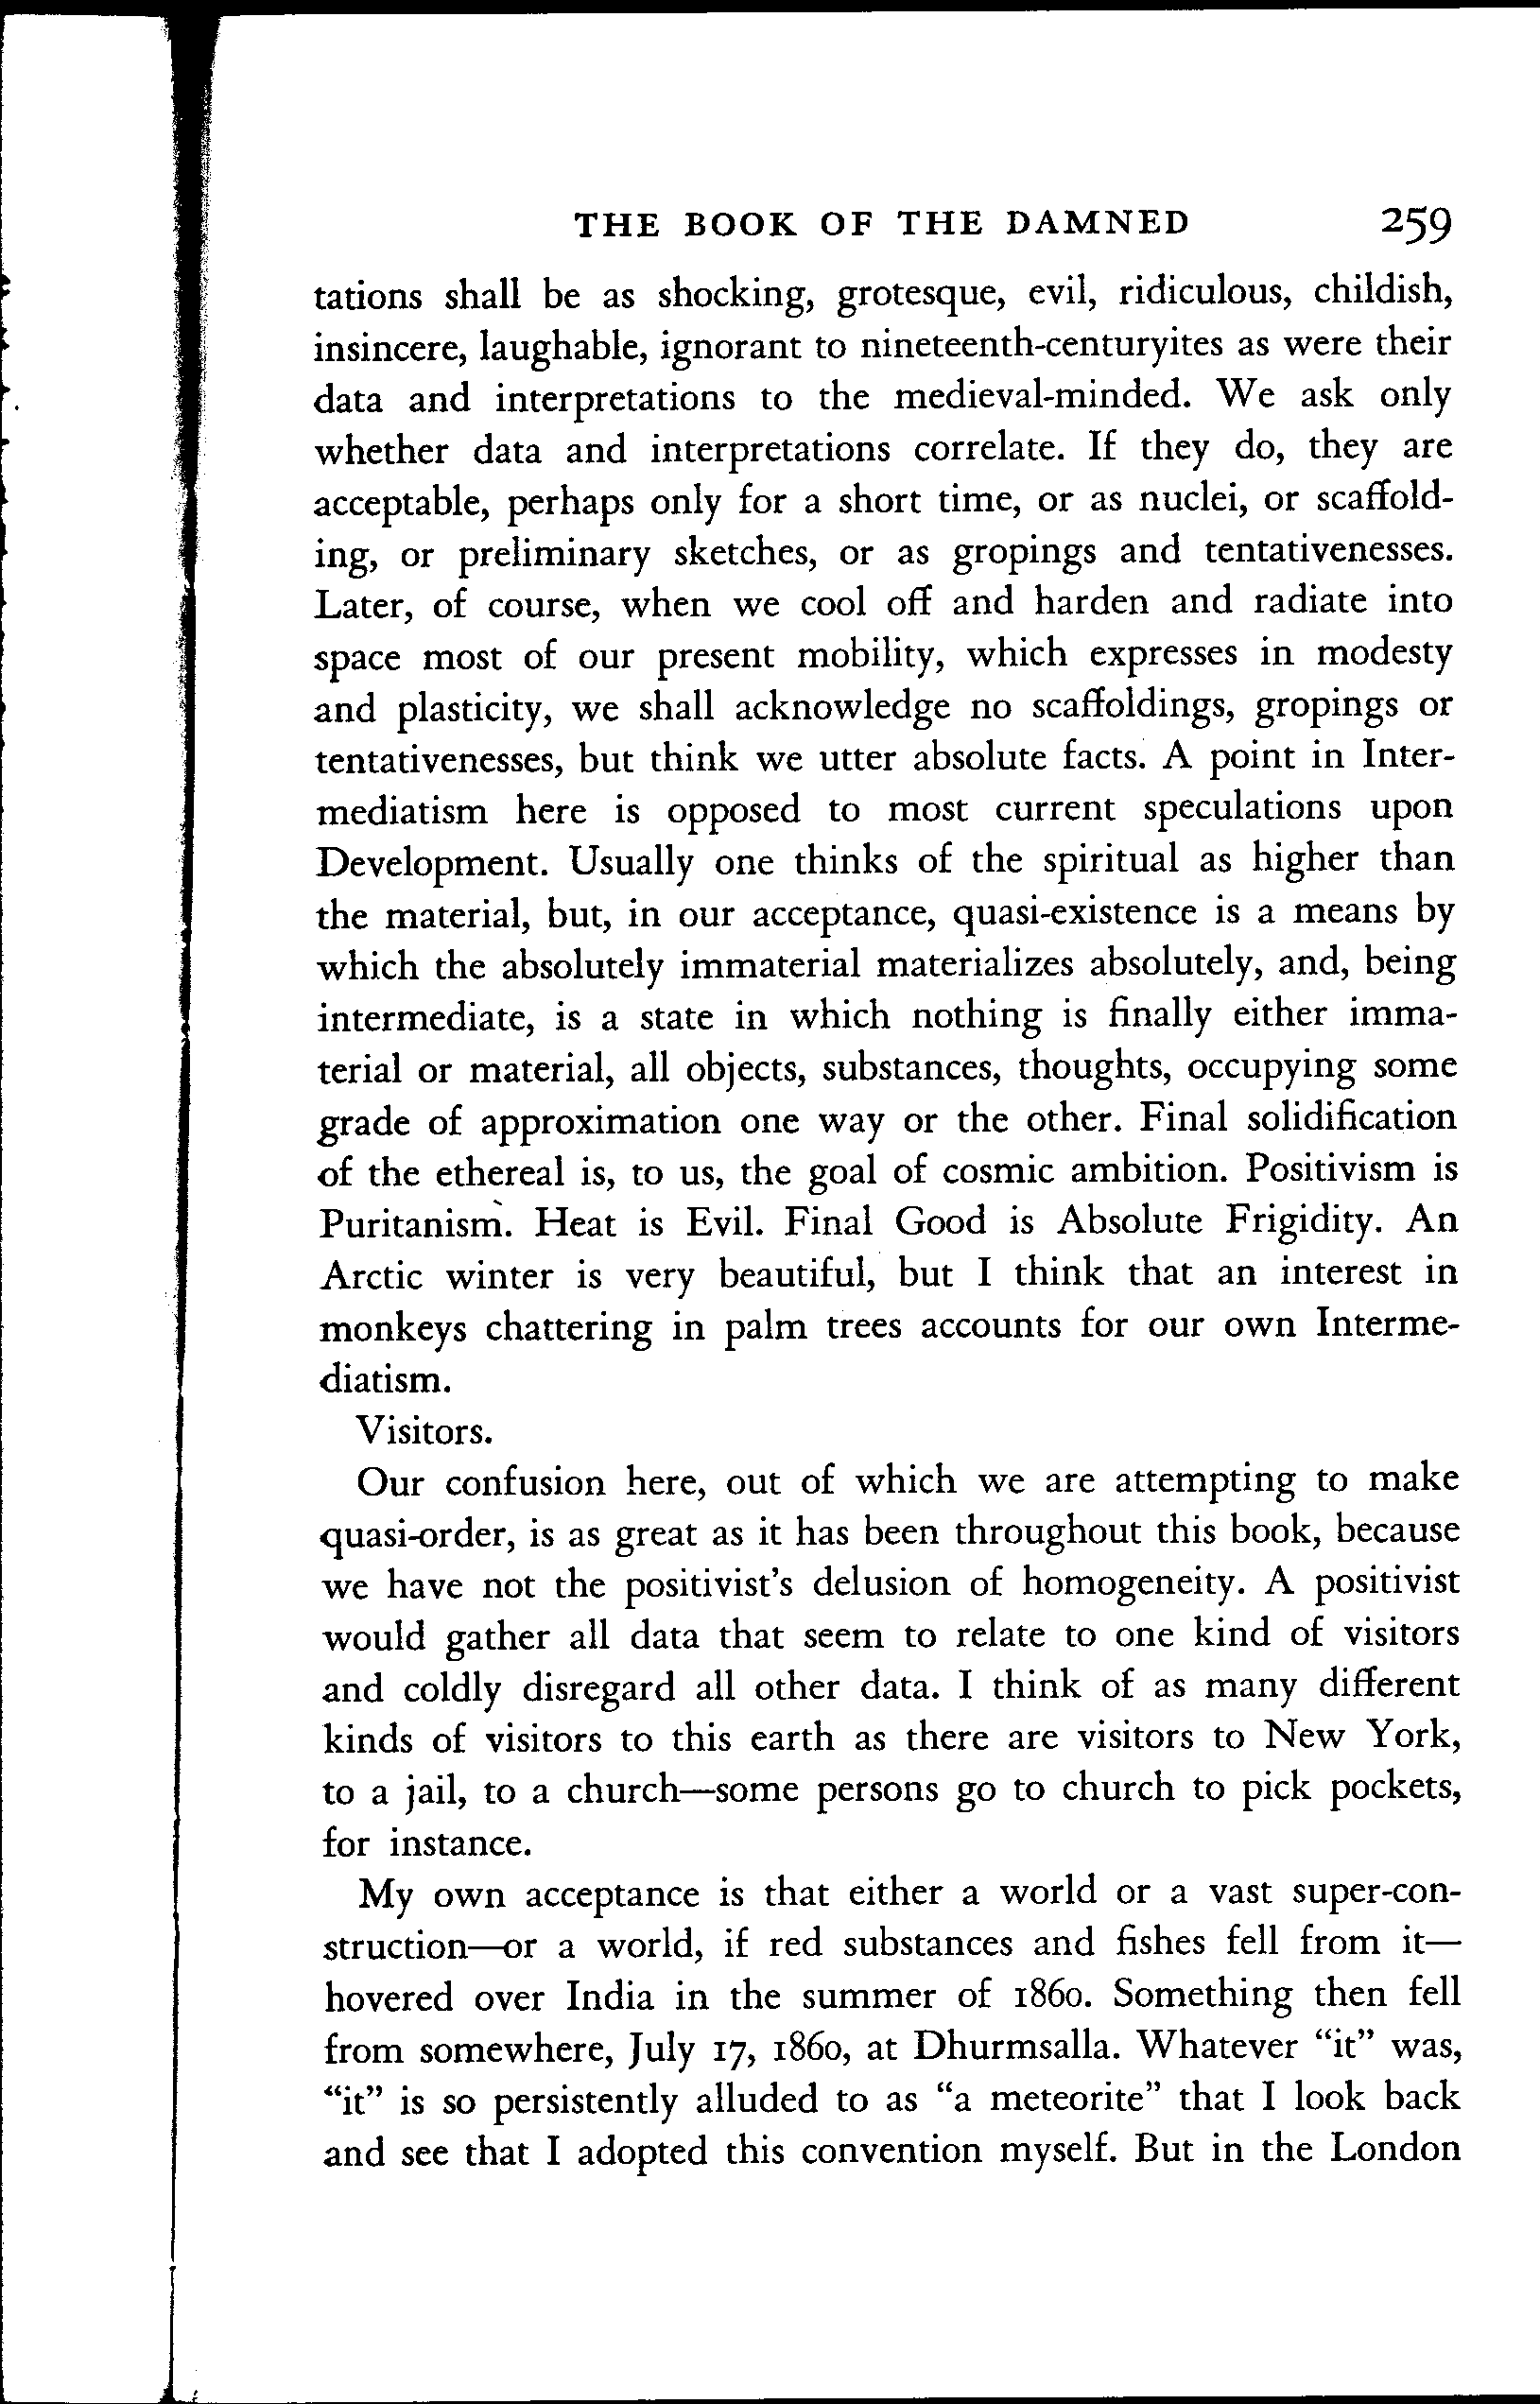 THE BOOK OF THE DAMNED 259
tations shall be as shocking, grotesque, evil, ridiculous, childish,
insincere, laughable, ignorant to nineteenth-centuryites as were their
data and interpretations to the medieval-minded. We ask only
whether data and interpretations correlate. If they do, they are
acceptable, perhaps only for a short time, or as nuclei, or scaffold-
ing, or preliminary sketches, or as gropings and tentativenesses.
Later, of course, when we cool off and harden and radiate into
space most of our present mobility, which expresses in modesty
and plasticity, we shall acknowledge no scaffoldings, gropings or
tentativenesses, but think we utter absolute facts. A point in Inter-
mediatism here is opposed to most current speculations upon
Development. Usually one thinks of the spiritual as higher than
the material, but, in our acceptance, quasi-existence is a means by
which the absolutely immaterial materializes absolutely, and, being
intermediate, is a state in which nothing is finally either imma-
terial or material, all objects, substances, thoughts, occupying some
grade of approximation one way or the other. Final solidification
of the ethereal is, to us, the goal of cosmic ambition. Positivism is
Puritanism. Heat is Evil. Final Good is Absolute Frigidity. An
Arctic winter is very beautiful, but I think that an interest in
monkeys chattering in palm trees accounts for our own Interme-
diatism.
Visitors.
Our confusion here, out of which we are attempting to make
quasi-order, is as great as it has been throughout this book, because
we have not the positivist's delusion of homogeneity. A positivist
would gather all data that seem to relate to one kind of visitors
and coldly disregard all other data. I think of as many different
kinds of visitors to this earth as there are visitors to New York,
to a jail, to a church—some persons go to church to pick pockets,
for instance.
My own acceptance is that either a world or a vast super-con-
struction—or a world, if red substances and fishes fell from it—
hovered over India in the summer of 1860. Something then fell
from somewhere, July 17, 1860, at Dhurmsalla. Whatever "it" was,
"it" is so persistently alluded to as "a meteorite" that I look back
and see that I adopted this convention myself. But in the London